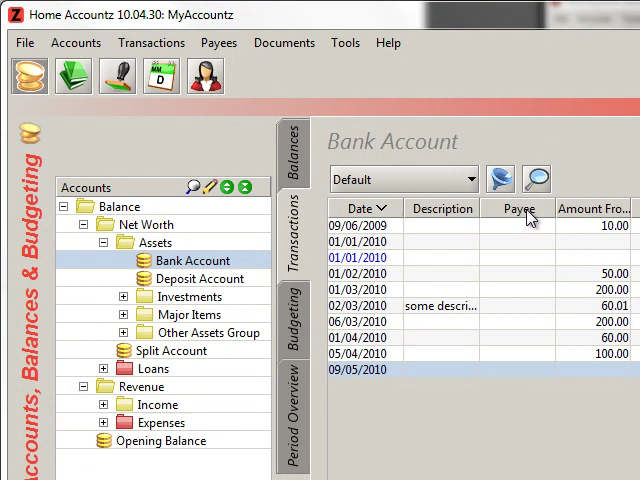 Home Accountz 10.04.30: MyAccountz
File Accounts Transactions Payees Documents Tools Help
MM
D
Accounts, Balances & Budgeting
Accounts
Balance
Net Worth
Assets
Bank Account
Deposit Account
Investments
Major Items
Other Assets Group
Split Account
Loans
Revenue
Income
Expenses
Opening Balance
Balances
Transactions
Budgeting
Period Overview
Bank Account
Default
Date Description Payee Amount Fro...
09/06/2009 10.00
01/01/2010
01/01/2010
01/02/2010 50.00
01/03/2010 200.00
02/03/2010 some descri... 60.01
06/03/2010 200.00
01/04/2010 60.00
05/04/2010 100.00
09/05/2010